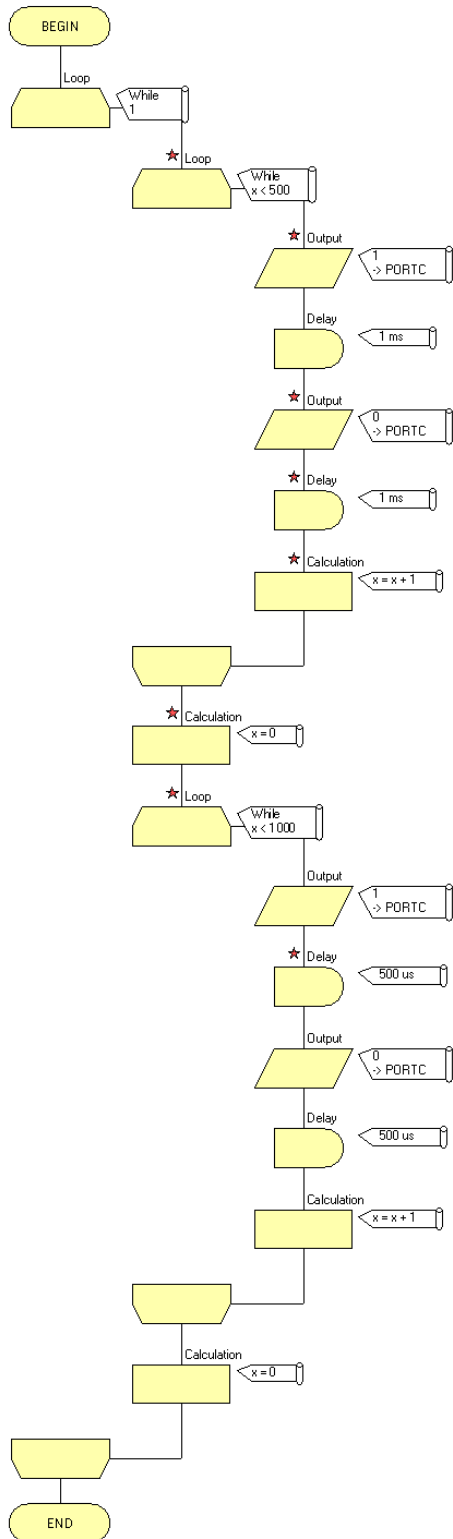 BEGIN
Loop
While
1
Loop
While
x < 500
Output
1
-> PORTC
Delay
1 ms
Output
0
-> PORTC
Delay
1 ms
Calculation
x = x + 1
Calculation
x = 0
Loop
While
x < 1000
Output
1
-> PORTC
Delay
500 us
Output
0
-> PORTC
Delay
500 us
Calculation
x = x + 1
Calculation
x = 0
END